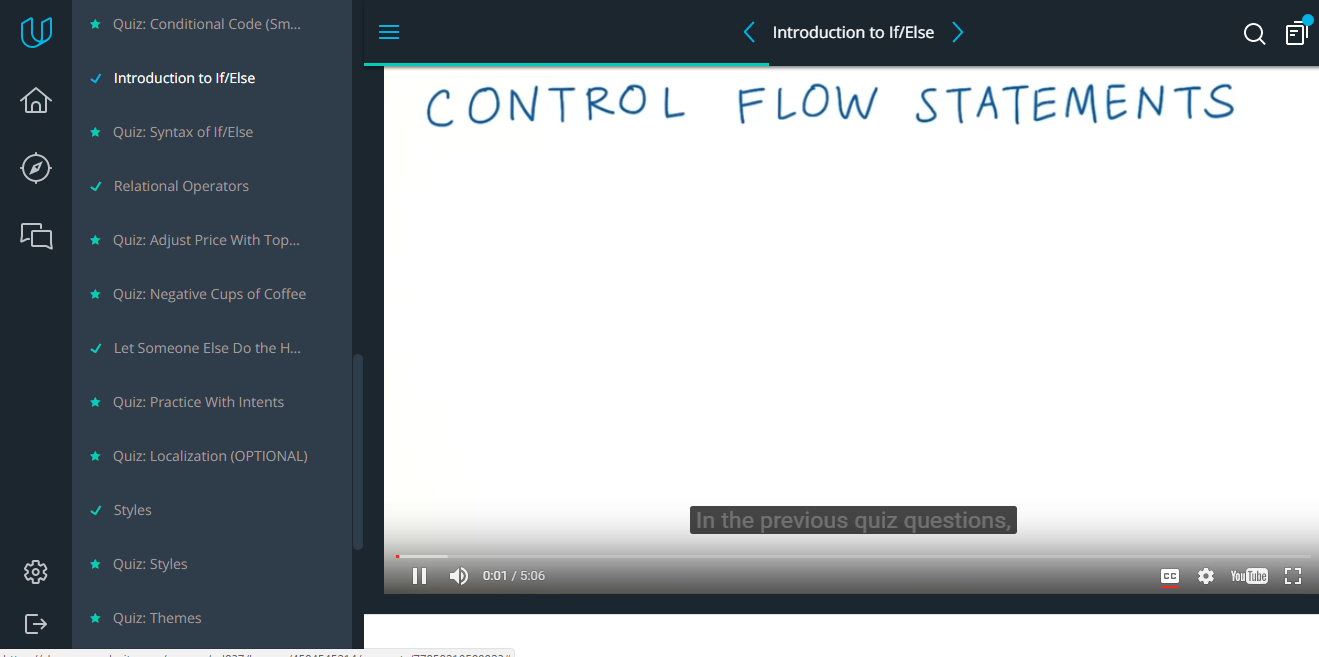 Quiz: Conditional Code (Sm...
Introduction to If/Else
Quiz: Syntax of If/Else
Relational Operators
Quiz: Adjust Price With Top...
Quiz: Negative Cups of Coffee
Let Someone Else Do the H...
Quiz: Practice With Intents
Quiz: Localization (OPTIONAL)
Styles
Quiz: Styles
Quiz: Themes
Introduction to If/Else
CONTROL FLOW STATEMENTS
In the previous quiz questions,
0:01 / 5:06
CC
YouTube